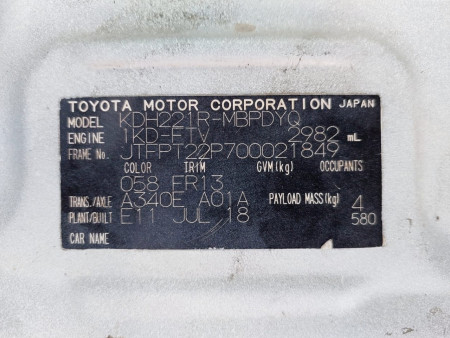 TOYOTA MOTOR CORPORATION JAPAN
MODEL KDH221R-MBPDYQ
ENGINE 1KD-FTV 2982 mL
FRAME No. JTFPT22P700021849
COLOR TRIM GVM(kg) OCCUPANTS
058 ER13
TRANS./AXLE A340E A01A PAYLOAD MASS(kg) 4
PLANT/BUILT E11 JUL 18 580
CAR NAME